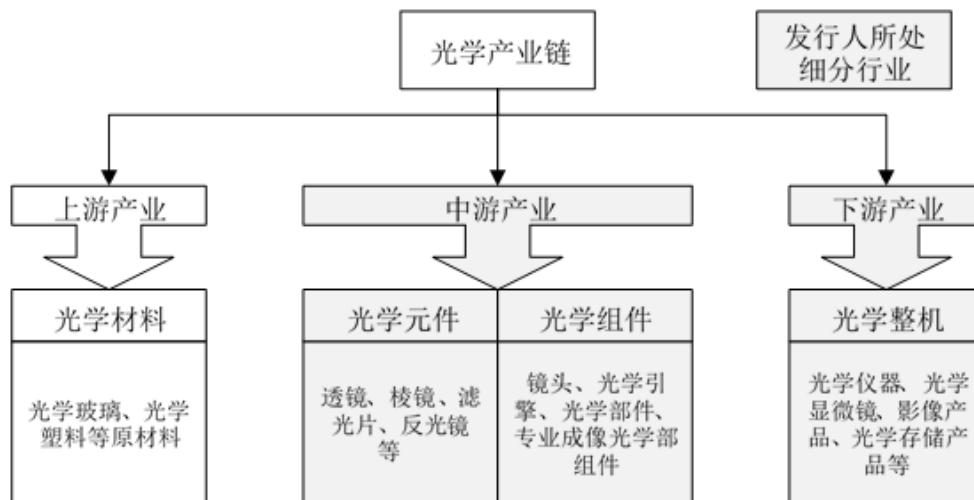 光学产业链
发行人所处
细分行业
上游产业
中游产业
下游产业
光学材料
光学元件
光学组件
光学整机
光学玻璃、光学
塑料等原材料
透镜、棱镜、滤
光片、反光镜
等
镜头、光学引
擎、光学部件、
专业成像光学部
组件
光学仪器、光学
显微镜、影像产
品、光学存储产
品等